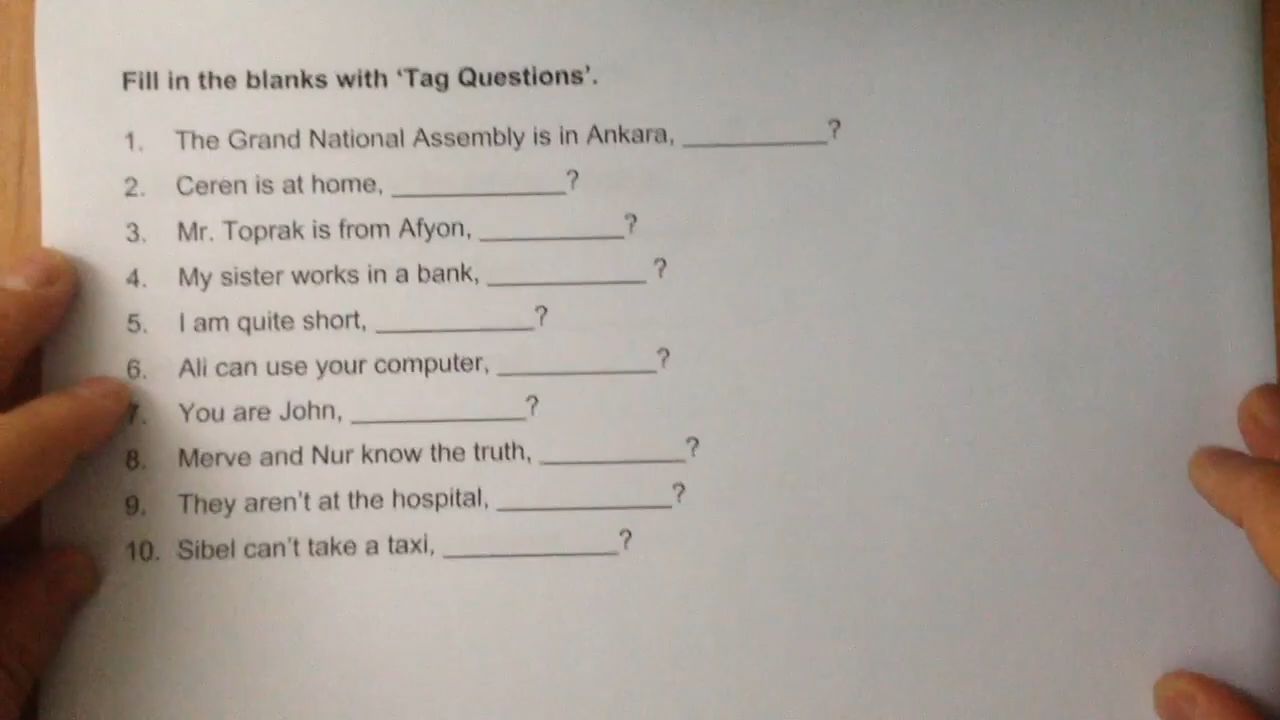 Fill in the blanks with ‘Tag Questions’.
1. The Grand National Assembly is in Ankara, __________?
2. Ceren is at home, ____________?
3. Mr. Toprak is from Afyon, __________?
4. My sister works in a bank, ___________ ?
5. I am quite short, ___________?
6. Ali can use your computer, ___________?
7. You are John, ____________?
8. Merve and Nur know the truth, __________?
9. They aren’t at the hospital, ____________?
10. Sibel can’t take a taxi, ____________?